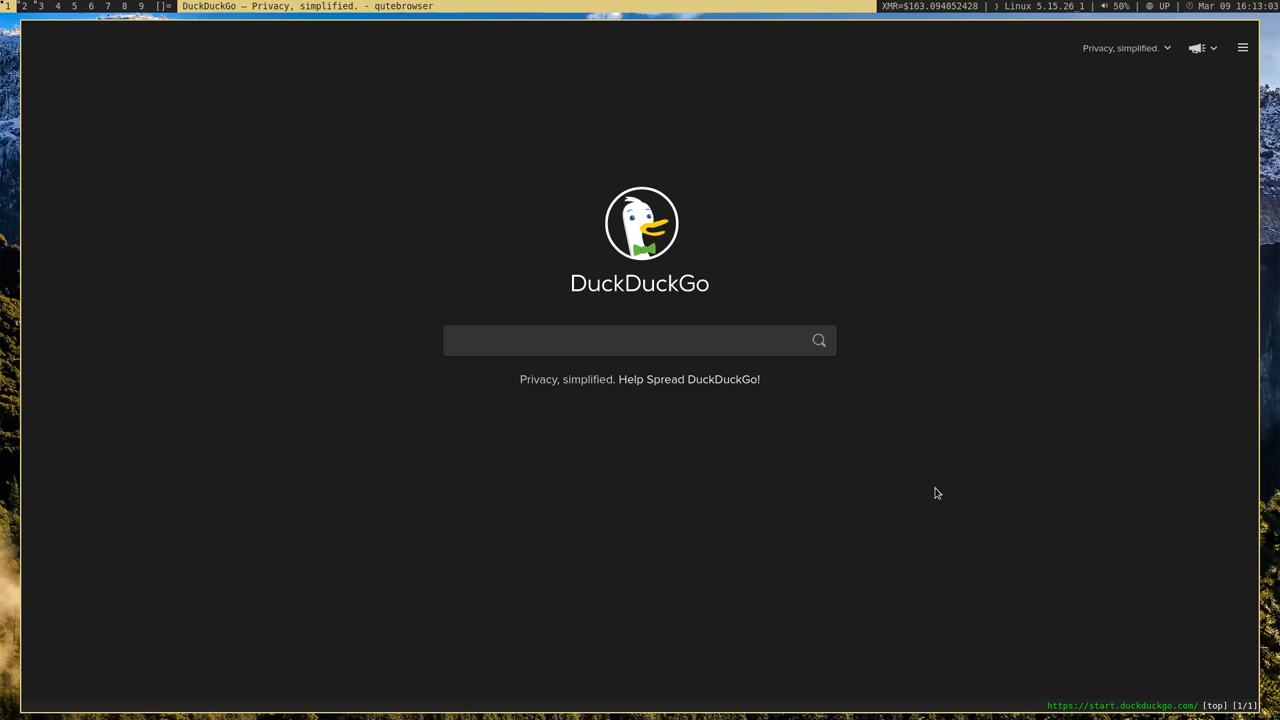 1 2 3 4 5 6 7 8 9 []= DuckDuckGo — Privacy, simplified. - qutebrowser XMR=$163.094052428 | ) Linux 5.15.26_1 | 50% | UP | Mar 09 16:13:03
Privacy, simplified.
DuckDuckGo
Privacy, simplified. Help Spread DuckDuckGo!
https://start.duckduckgo.com/ [top] [1/1]